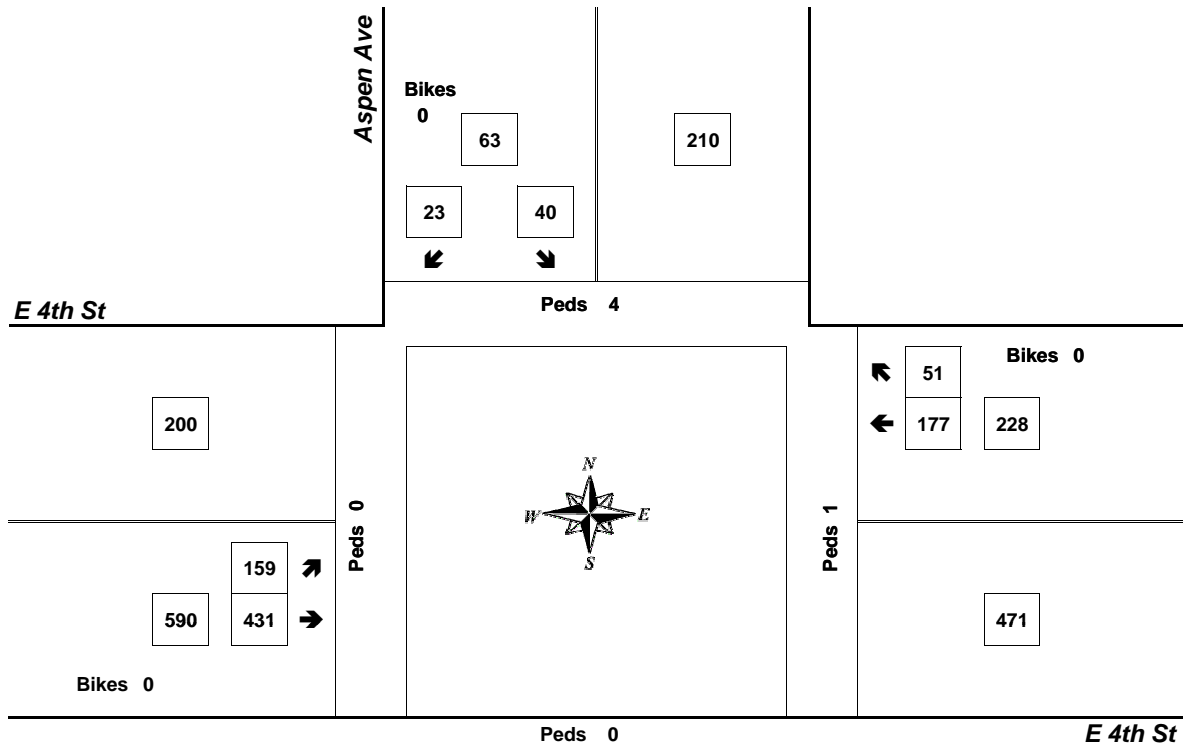 Aspen Ave
Bikes
0
63
210
23
40
Peds 4
E 4th St
Bikes 0
51
200
177
228
N
W
E
S
Peds 0
Peds 1
159
590
431
471
Bikes 0
Peds 0
E 4th St